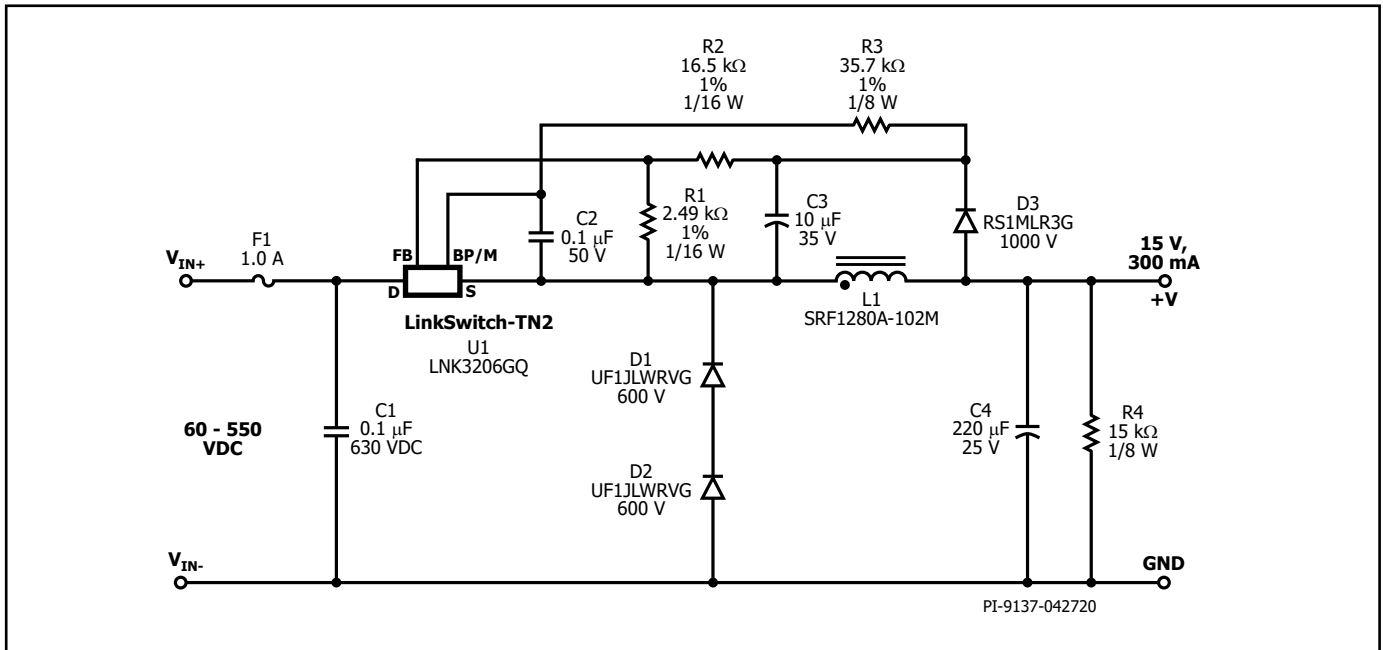 R2
16.5 kΩ
1%
1/16 W
R3
35.7 kΩ
1%
1/8 W
R1
2.49 kΩ
1%
1/16 W
C2
0.1 μF
50 V
C3
10 μF
35 V
D3
RS1MLR3G
1000 V
F1
1.0 A
V_IN+
FB
BP/M
D
S
15 V,
300 mA
+V
LinkSwitch-TN2
U1
LNK3206GQ
L1
SRF1280A-102M
60 - 550
VDC
C1
0.1 μF
630 VDC
D1
UF1JLWRVG
600 V
D2
UF1JLWRVG
600 V
C4
220 μF
25 V
R4
15 kΩ
1/8 W
V_IN-
GND
PI-9137-042720